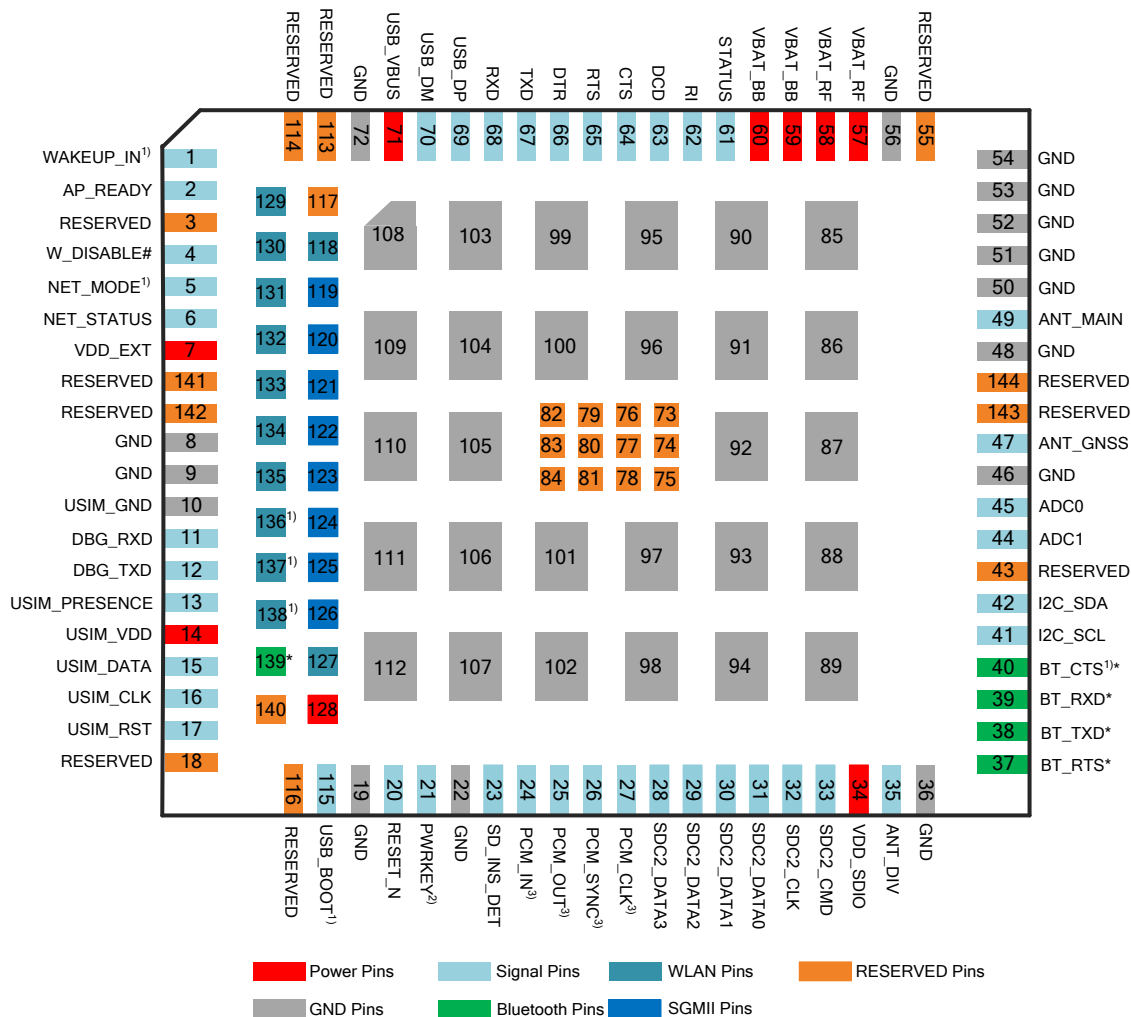 RESERVED
RESERVED
GND
USB_VBUS
USB_DM
USB_DP
RXD
TXD
DTR
RTS
CTS
DCD
RI
STATUS
VBAT_BB
VBAT_BB
VBAT_RF
VBAT_RF
GND
RESERVED
114
113
72
71
70
69
68
67
66
65
64
63
62
61
60
59
58
57
56
55
WAKEUP_IN1) 1
AP_READY 2
RESERVED 3
W_DISABLE# 4
NET_MODE1) 5
NET_STATUS 6
VDD_EXT 7
RESERVED 141
RESERVED 142
GND 8
GND 9
USIM_GND 10
DBG_RXD 11
DBG_TXD 12
USIM_PRESENCE 13
USIM_VDD 14
USIM_DATA 15
USIM_CLK 16
USIM_RST 17
RESERVED 18
129 117
130 118
131 119
132 120
133 121
134 122
135 123
1361) 124
1371) 125
1381) 126
139* 127
140 128
108 103 99 95 90 85
109 104 100 96 91 86
82 79 76 73
83 80 77 74
84 81 78 75
110 105 92 87
111 106 101 97 93 88
112 107 102 98 94 89
54 GND
53 GND
52 GND
51 GND
50 GND
49 ANT_MAIN
48 GND
144 RESERVED
143 RESERVED
47 ANT_GNSS
46 GND
45 ADC0
44 ADC1
43 RESERVED
42 I2C_SDA
41 I2C_SCL
40 BT_CTS1)*
39 BT_RXD*
38 BT_TXD*
37 BT_RTS*
116
115
19
20
21
22
23
24
25
26
27
28
29
30
31
32
33
34
35
36
RESERVED
USB_BOOT1)
GND
RESET_N
PWRKEY2)
GND
SD_INS_DET
PCM_IN3)
PCM_OUT3)
PCM_SYNC3)
PCM_CLK3)
SDC2_DATA3
SDC2_DATA2
SDC2_DATA1
SDC2_DATA0
SDC2_CLK
SDC2_CMD
VDD_SDIO
ANT_DIV
GND
Power Pins Signal Pins WLAN Pins RESERVED Pins
GND Pins Bluetooth Pins SGMII Pins